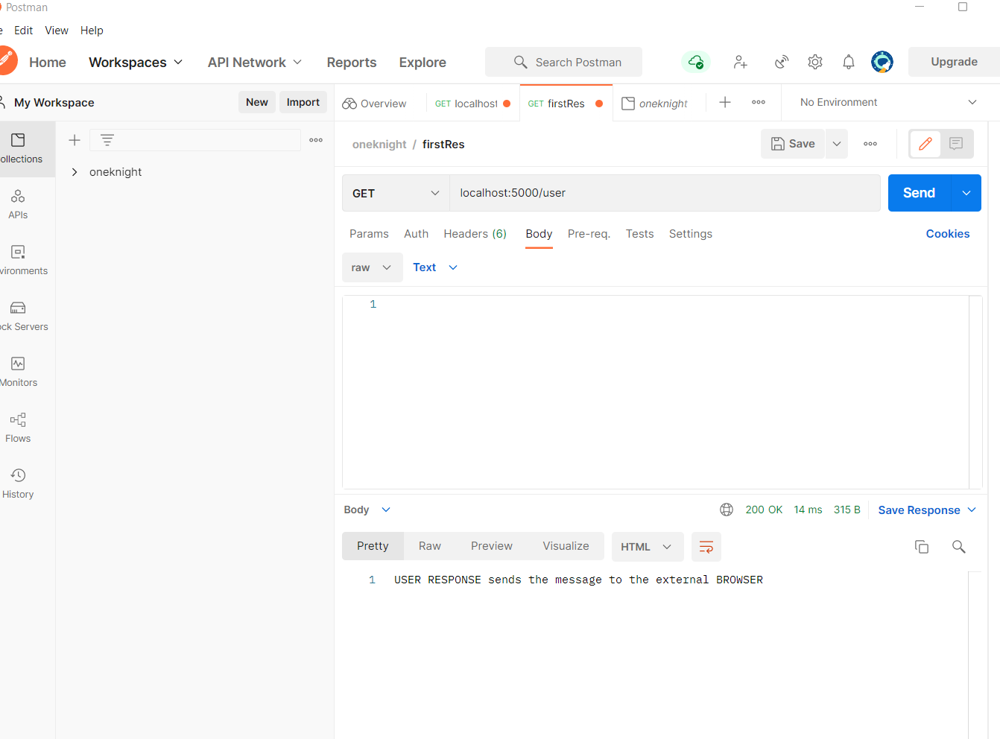 Postman
e Edit View Help
Home Workspaces API Network Reports Explore Search Postman Upgrade
My Workspace New Import Overview GET localhost GET firstRes oneknight No Environment
oneknight / firstRes Save
ollections
oneknight
GET localhost:5000/user Send
APIs
Params Auth Headers (6) Body Pre-req. Tests Settings Cookies
vironments
raw Text
1
ock Servers
Monitors
Flows
History
Body 200 OK 14 ms 315 B Save Response
Pretty Raw Preview Visualize HTML
1 USER RESPONSE sends the message to the external BROWSER